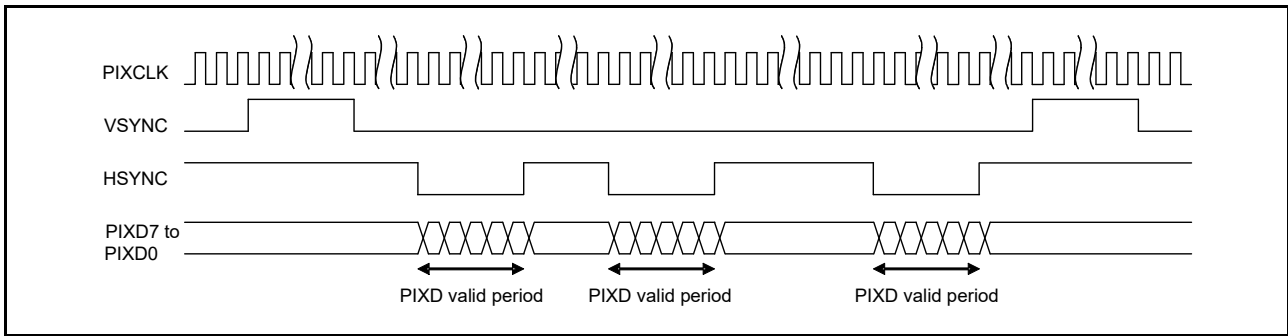 PIXCLK
VSYNC
HSYNC
PIXD7 to
PIXD0
PIXD valid period
PIXD valid period
PIXD valid period